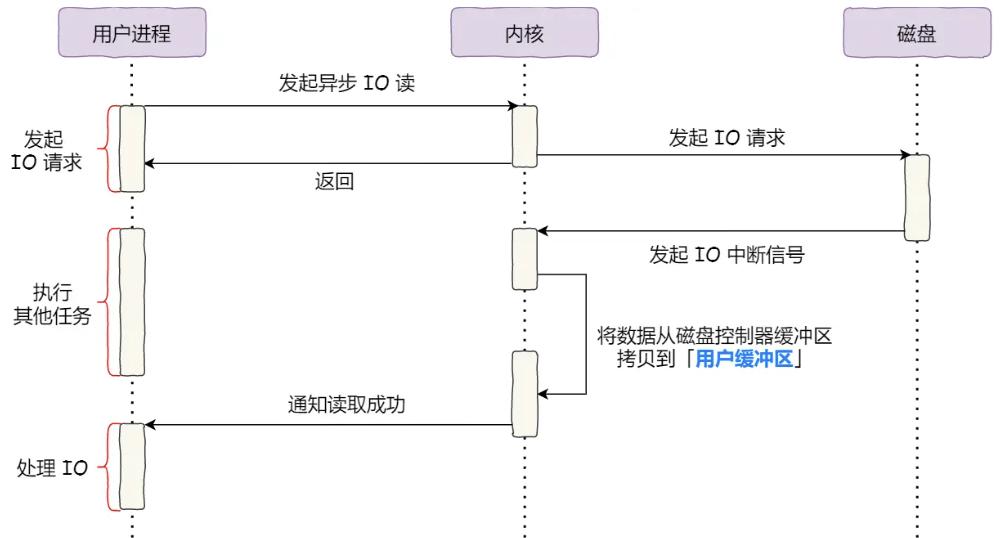 用户进程
内核
磁盘
发起异步 IO 读
发起
IO 请求
发起 IO 请求
返回
发起 IO 中断信号
执行
其他任务
将数据从磁盘控制器缓冲区
拷贝到「用户缓冲区」
通知读取成功
处理 IO